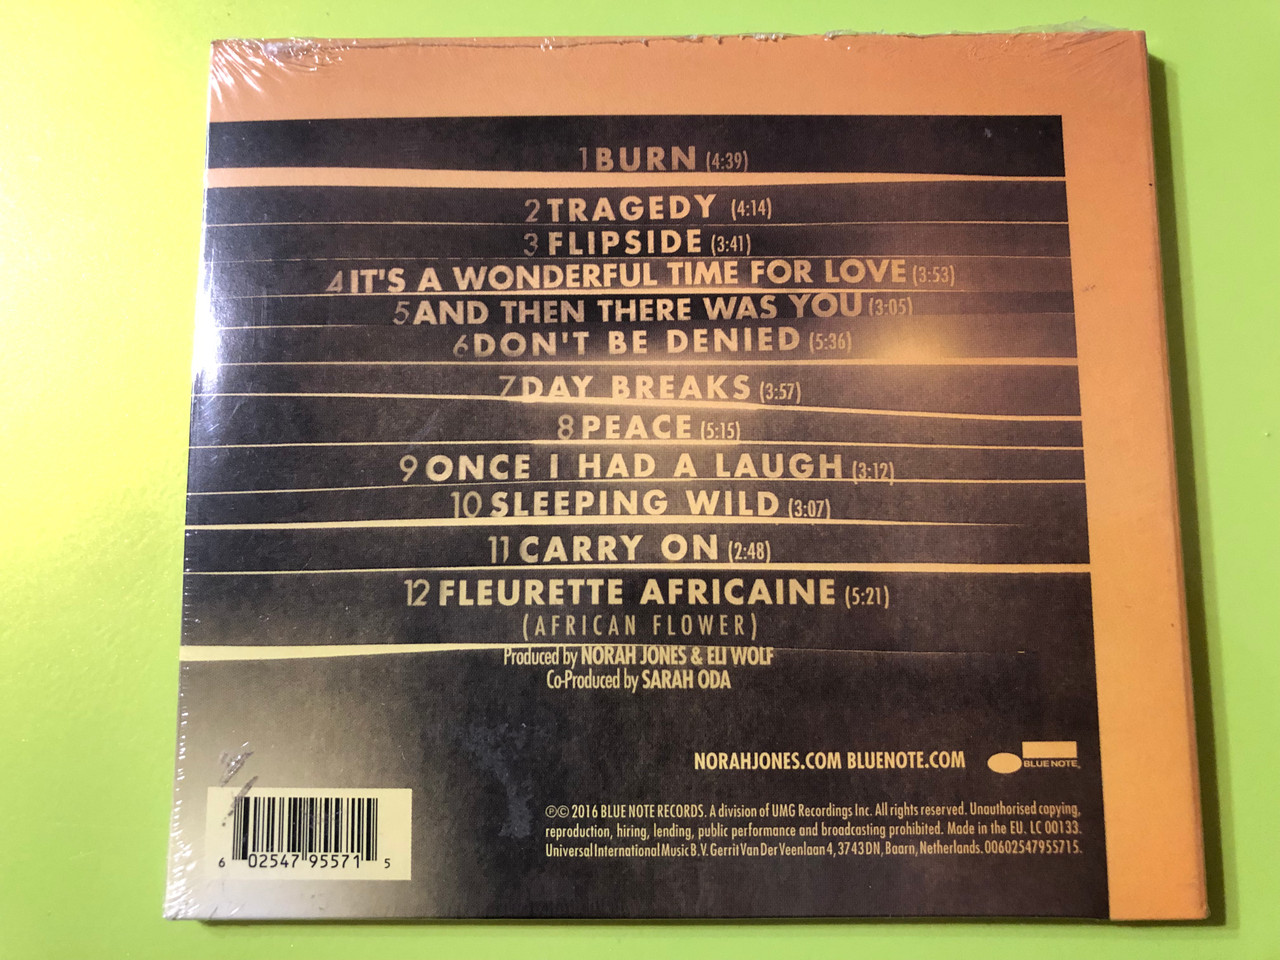 1 BURN (4:39)
2 TRAGEDY (4:14)
3 FLIPSIDE (3:41)
4 IT'S A WONDERFUL TIME FOR LOVE (3:53)
5 AND THEN THERE WAS YOU (3:05)
6 DON'T BE DENIED (5:36)
7 DAY BREAKS (3:57)
8 PEACE (5:15)
9 ONCE I HAD A LAUGH (3:12)
10 SLEEPING WILD (3:07)
11 CARRY ON (2:48)
12 FLEURETTE AFRICAINE (5:21)
(AFRICAN FLOWER)
Produced by NORAH JONES & ELI WOLF
Co-Produced by SARAH ODA
NORAHJONES.COM BLUENOTE.COM
BLUE NOTE
℗© 2016 BLUE NOTE RECORDS. A division of UMG Recordings Inc. All rights reserved. Unauthorised copying,
reproduction, hiring, lending, public performance and broadcasting prohibited. Made in the EU. LC 00133.
Universal International Music B.V. Gerrit Van Der Veenlaan 4, 3743 DN, Baarn, Netherlands. 00602547955715.
6 02547 95571 5